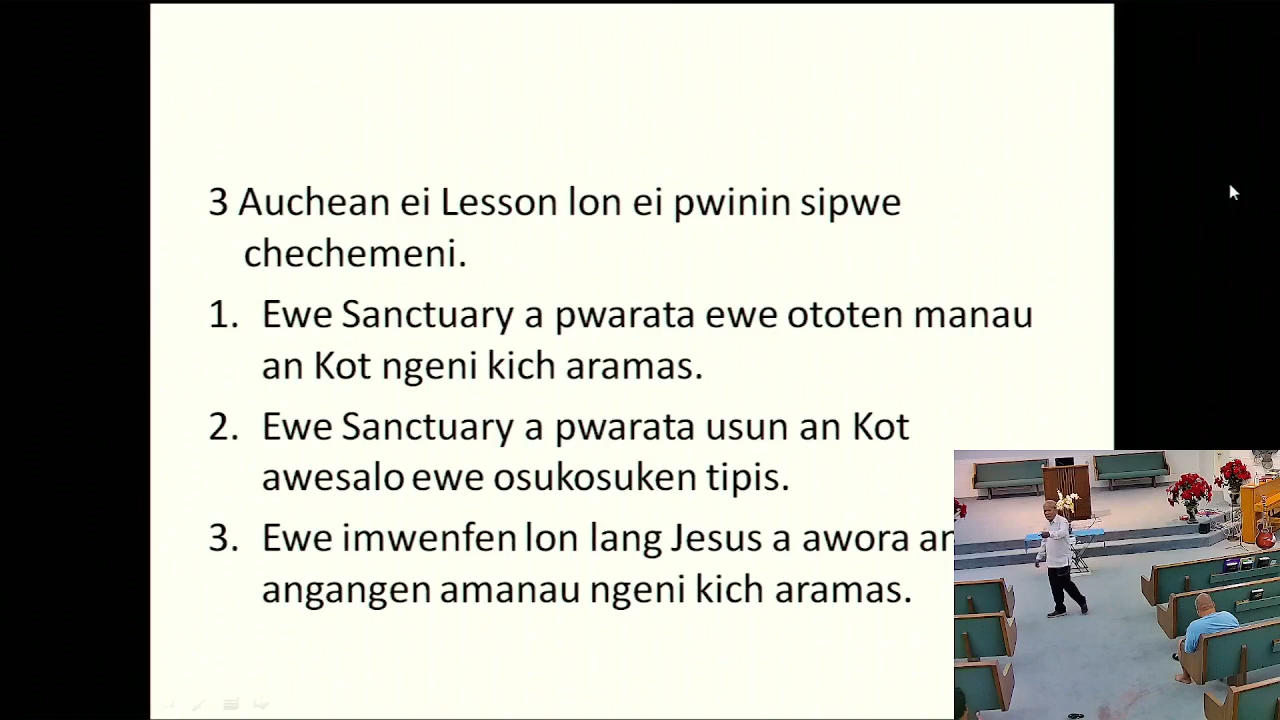 3 Auchean ei Lesson lon ei pwinin sipwe
chechemeni.
1. Ewe Sanctuary a pwarata ewe ototen manau
an Kot ngeni kich aramas.
2. Ewe Sanctuary a pwarata usun an Kot
awesalo ewe osukosuken tipis.
3. Ewe imwenfen lon lang Jesus a awora
angangen amanau ngeni kich aramas.